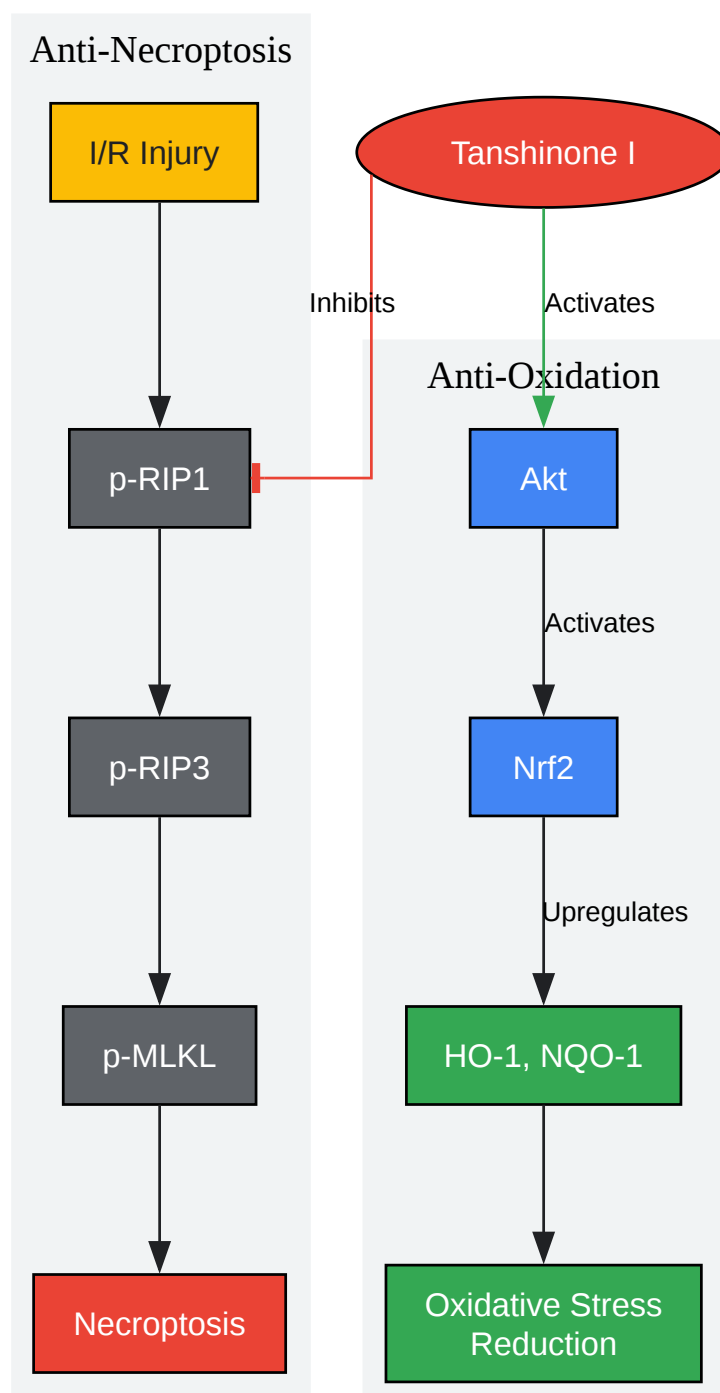 Anti-Necroptosis
I/R Injury
Tanshinone I
Inhibits
Activates
Anti-Oxidation
p-RIP1
Akt
Activates
p-RIP3
Nrf2
Upregulates
p-MLKL
HO-1, NQO-1
Necroptosis
Oxidative Stress
Reduction